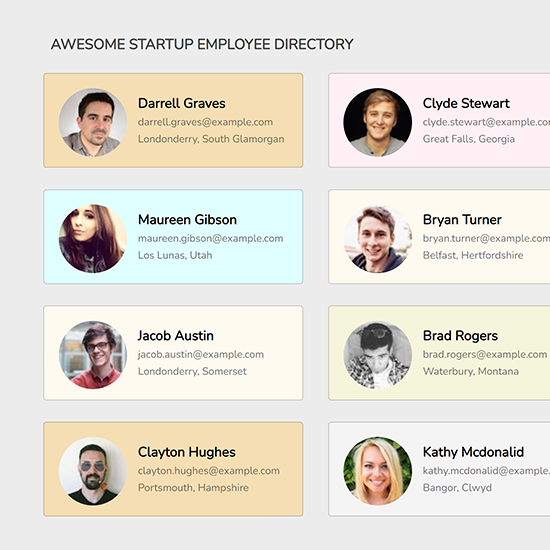 AWESOME STARTUP EMPLOYEE DIRECTORY
Darrell Graves
darrell.graves@example.com
Londonderry, South Glamorgan
Clyde Stewart
clyde.stewart@example.co
Great Falls, Georgia
Maureen Gibson
maureen.gibson@example.com
Los Lunas, Utah
Bryan Turner
bryan.turner@example.com
Belfast, Hertfordshire
Jacob Austin
jacob.austin@example.com
Londonderry, Somerset
Brad Rogers
brad.rogers@example.com
Waterbury, Montana
Clayton Hughes
clayton.hughes@example.com
Portsmouth, Hampshire
Kathy Mcdonalid
kathy.mcdonalid@example.
Bangor, Clwyd